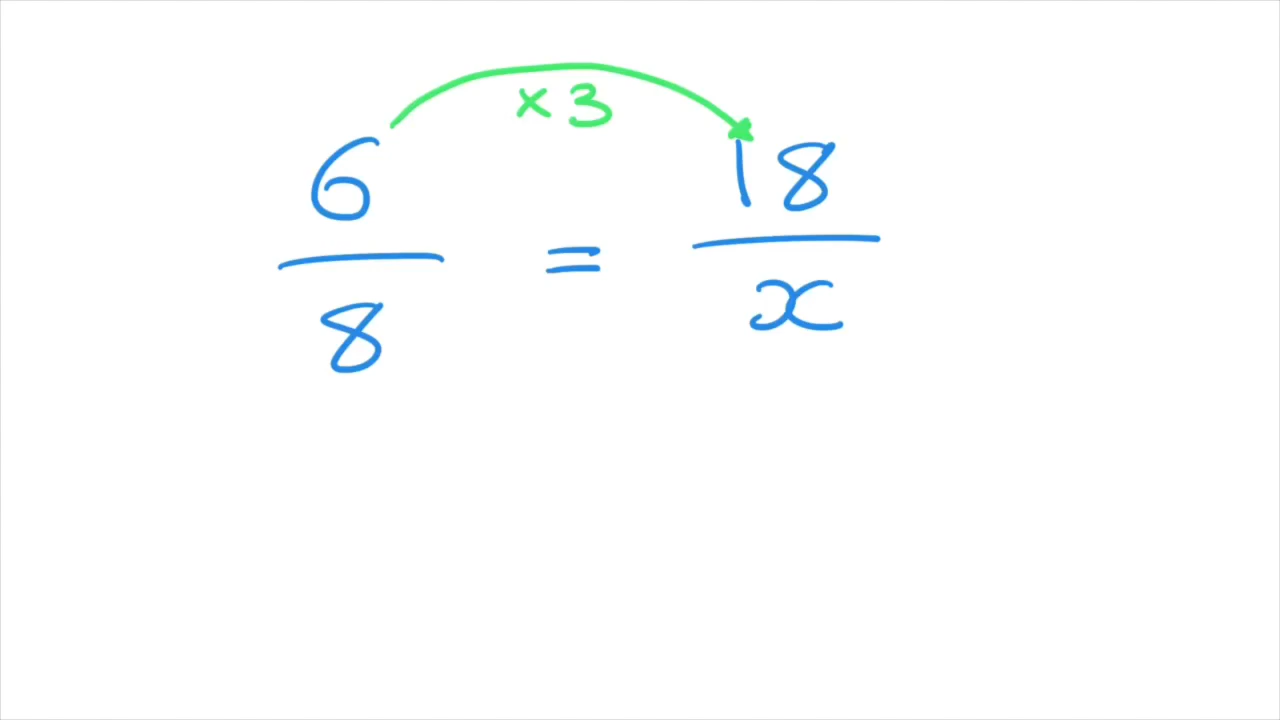 × 3
6 = 18
8 x